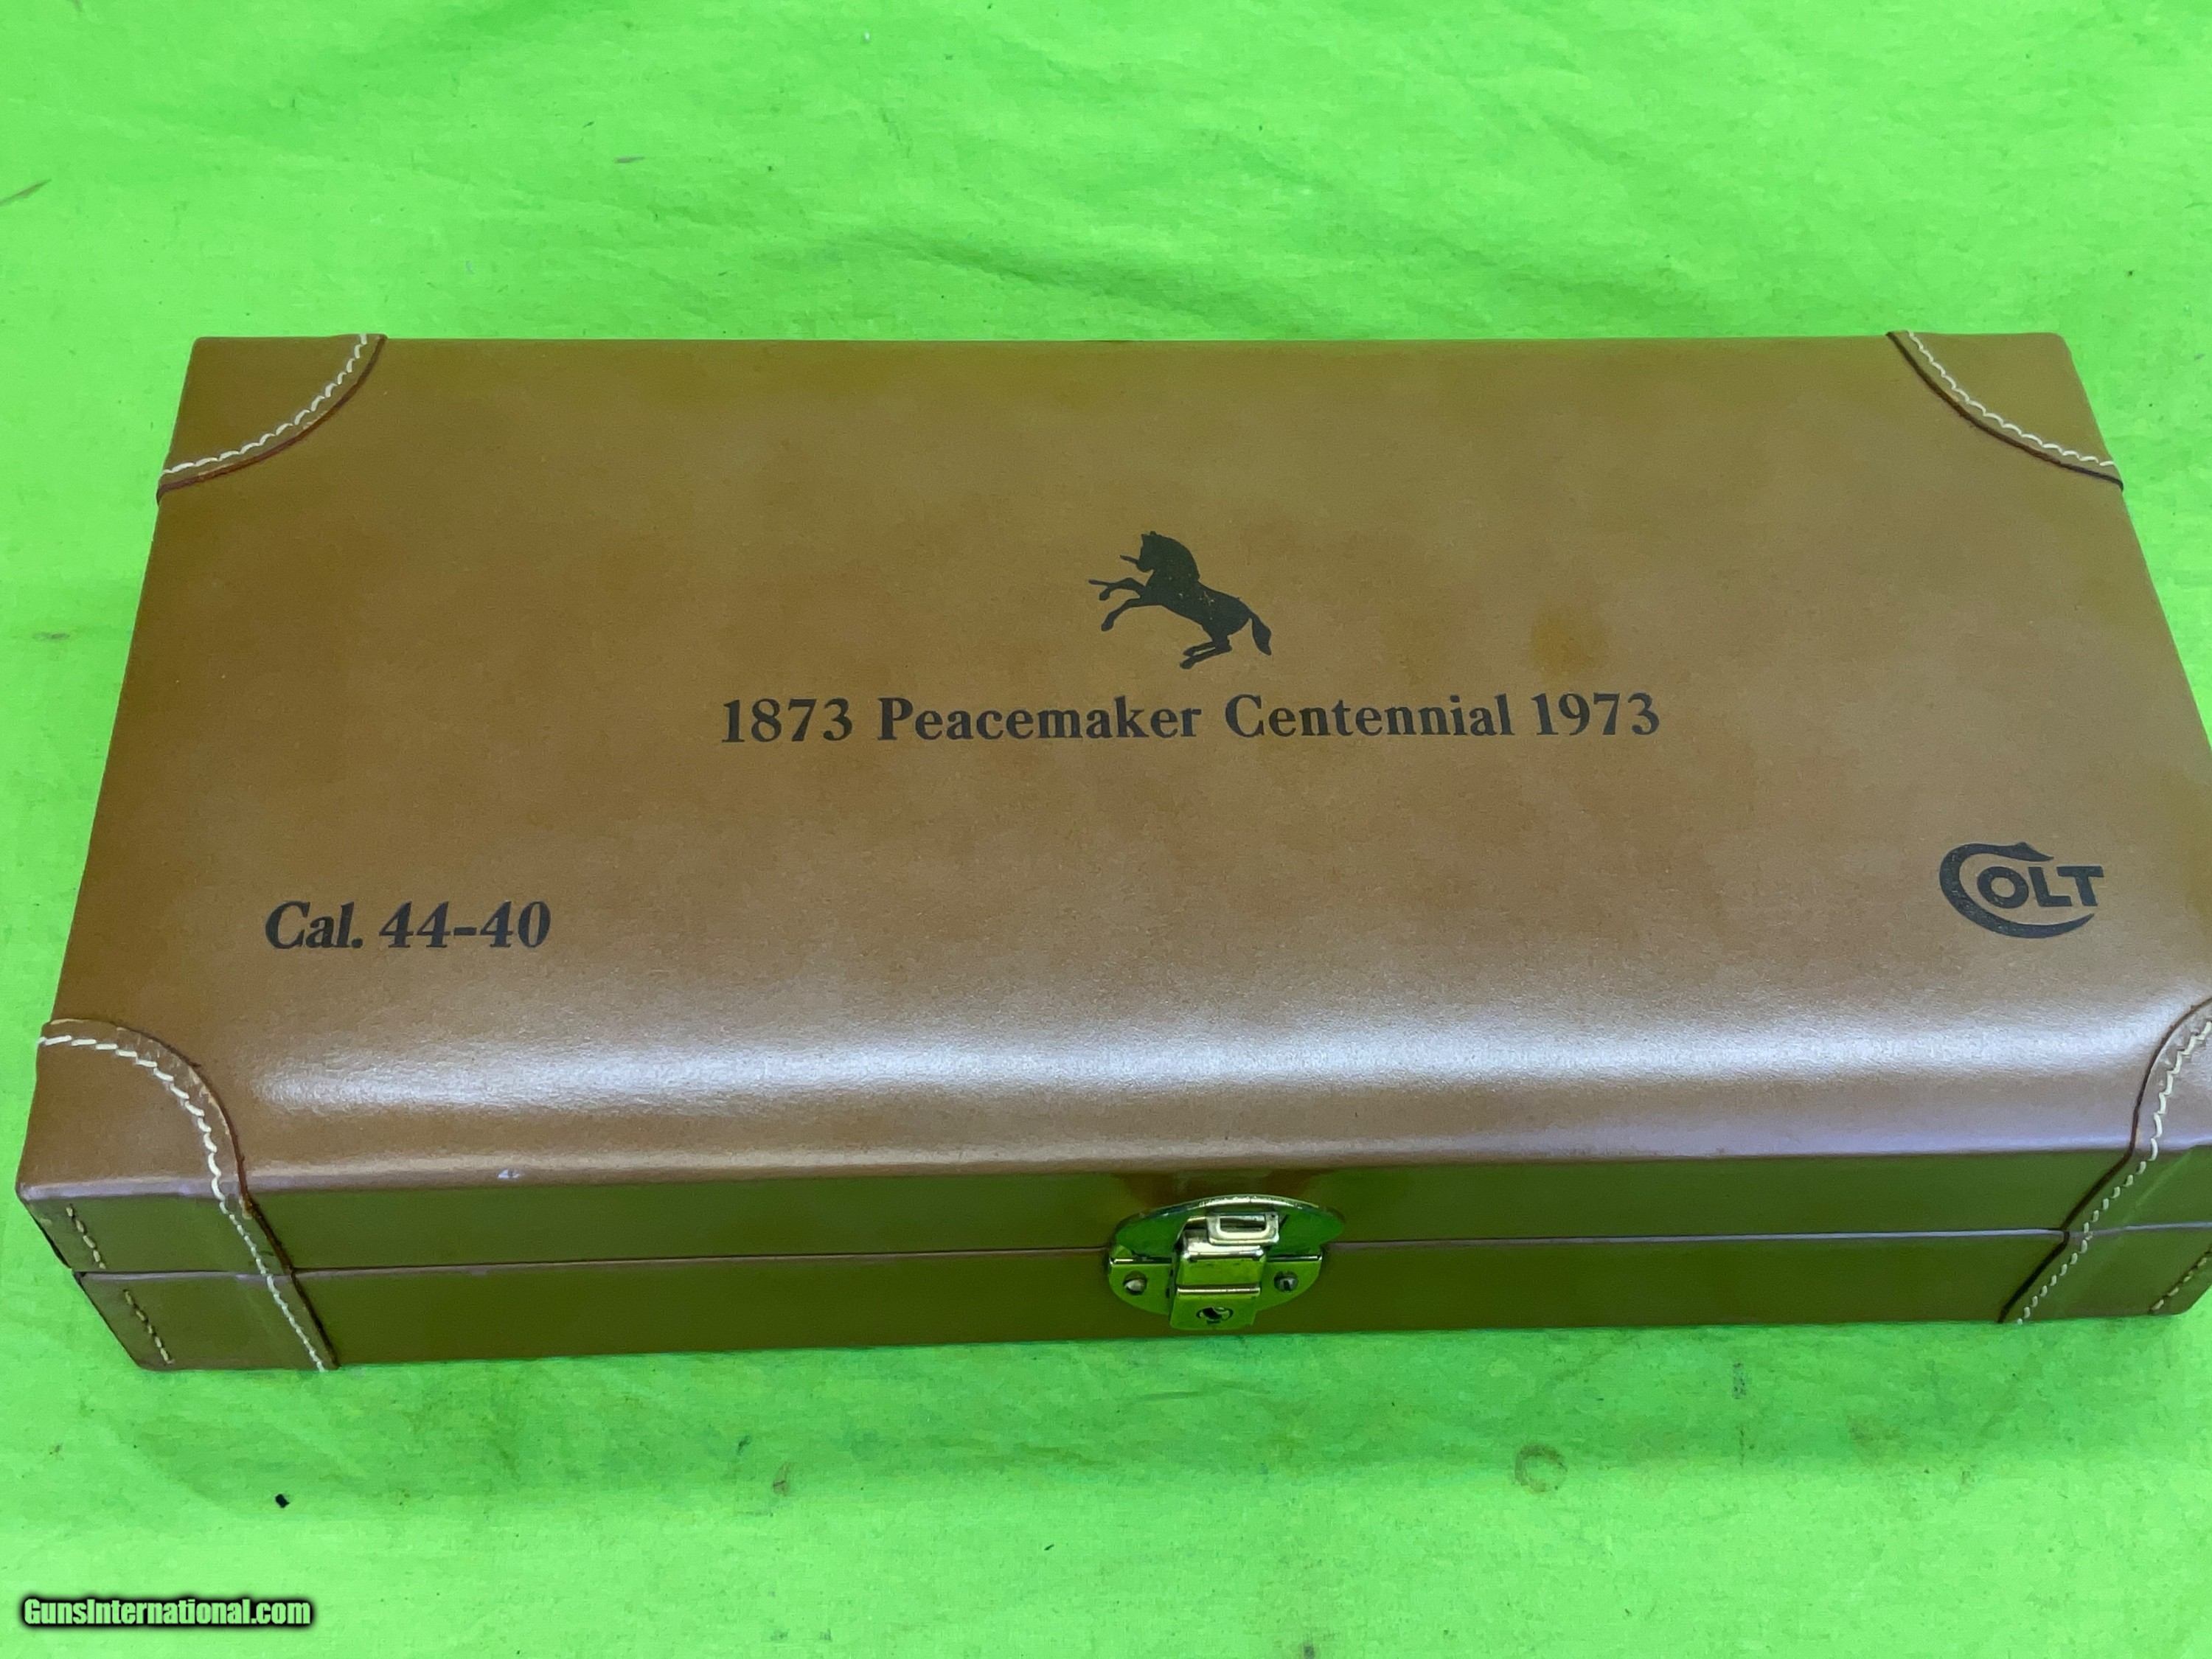 1873 Peacemaker Centennial 1973
Cal. 44-40
COLT
GunsInternational.com